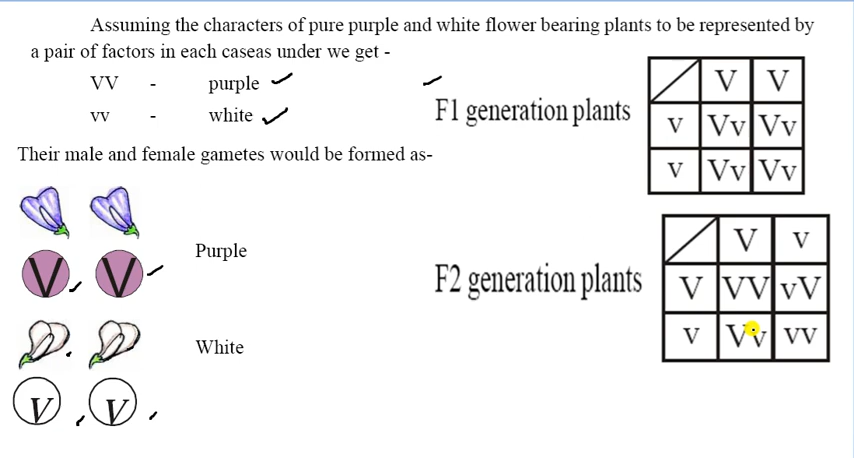 Assuming the characters of pure purple and white flower bearing plants to be represented by
a pair of factors in each caseas under we get -
VV - purple
vv - white
Their male and female gametes would be formed as-
V V
Purple
White
V V
F1 generation plants
V V
v Vv Vv
v Vv Vv
F2 generation plants
V v
V VV vV
v Vv vv